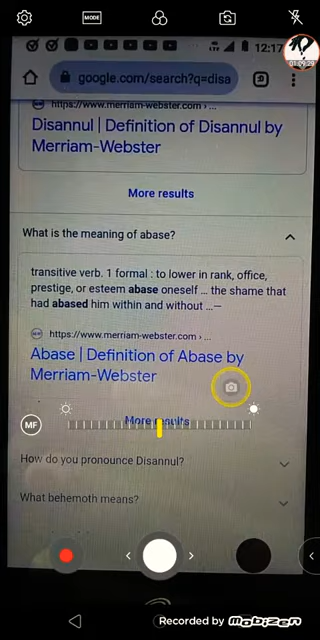 MODE
12:17
01:09:29
google.com/search?q=disa
https://www.merriam-webster.com › ...
Disannul | Definition of Disannul by
Merriam-Webster
More results
What is the meaning of abase?
transitive verb. 1 formal : to lower in rank, office,
prestige, or esteem abase oneself ... the shame that
had abased him within and without ...—
https://www.merriam-webster.com › ...
Abase | Definition of Abase by
Merriam-Webster
MF
More results
How do you pronounce Disannul?
What behemoth means?
Recorded by mobizen